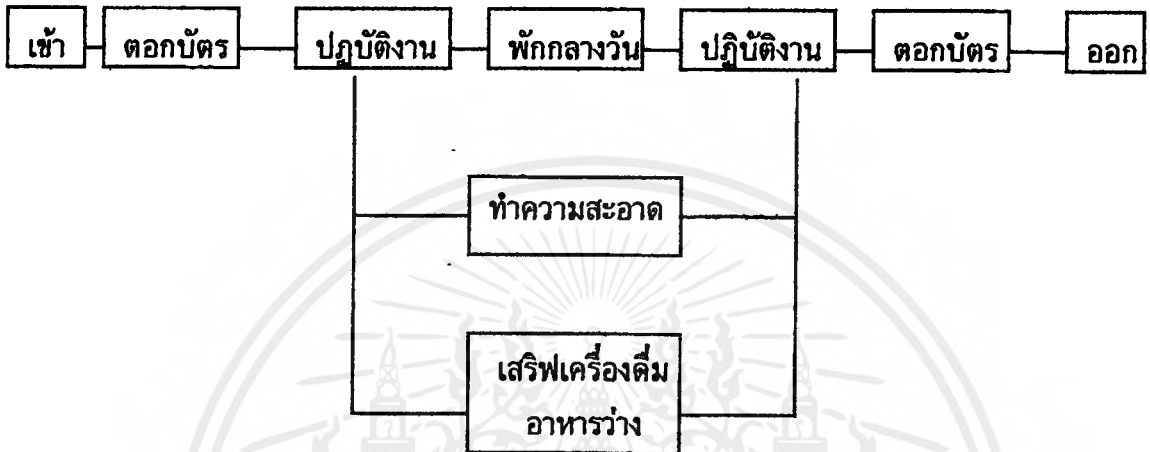 เข้า ตอกบัตร ปฏบัติงาน พักกลางวัน ปฏิบัติงาน ตอกบัตร ออก
ทำความสะอาด
เสริฟเครื่องดื่ม
อาหารว่าง